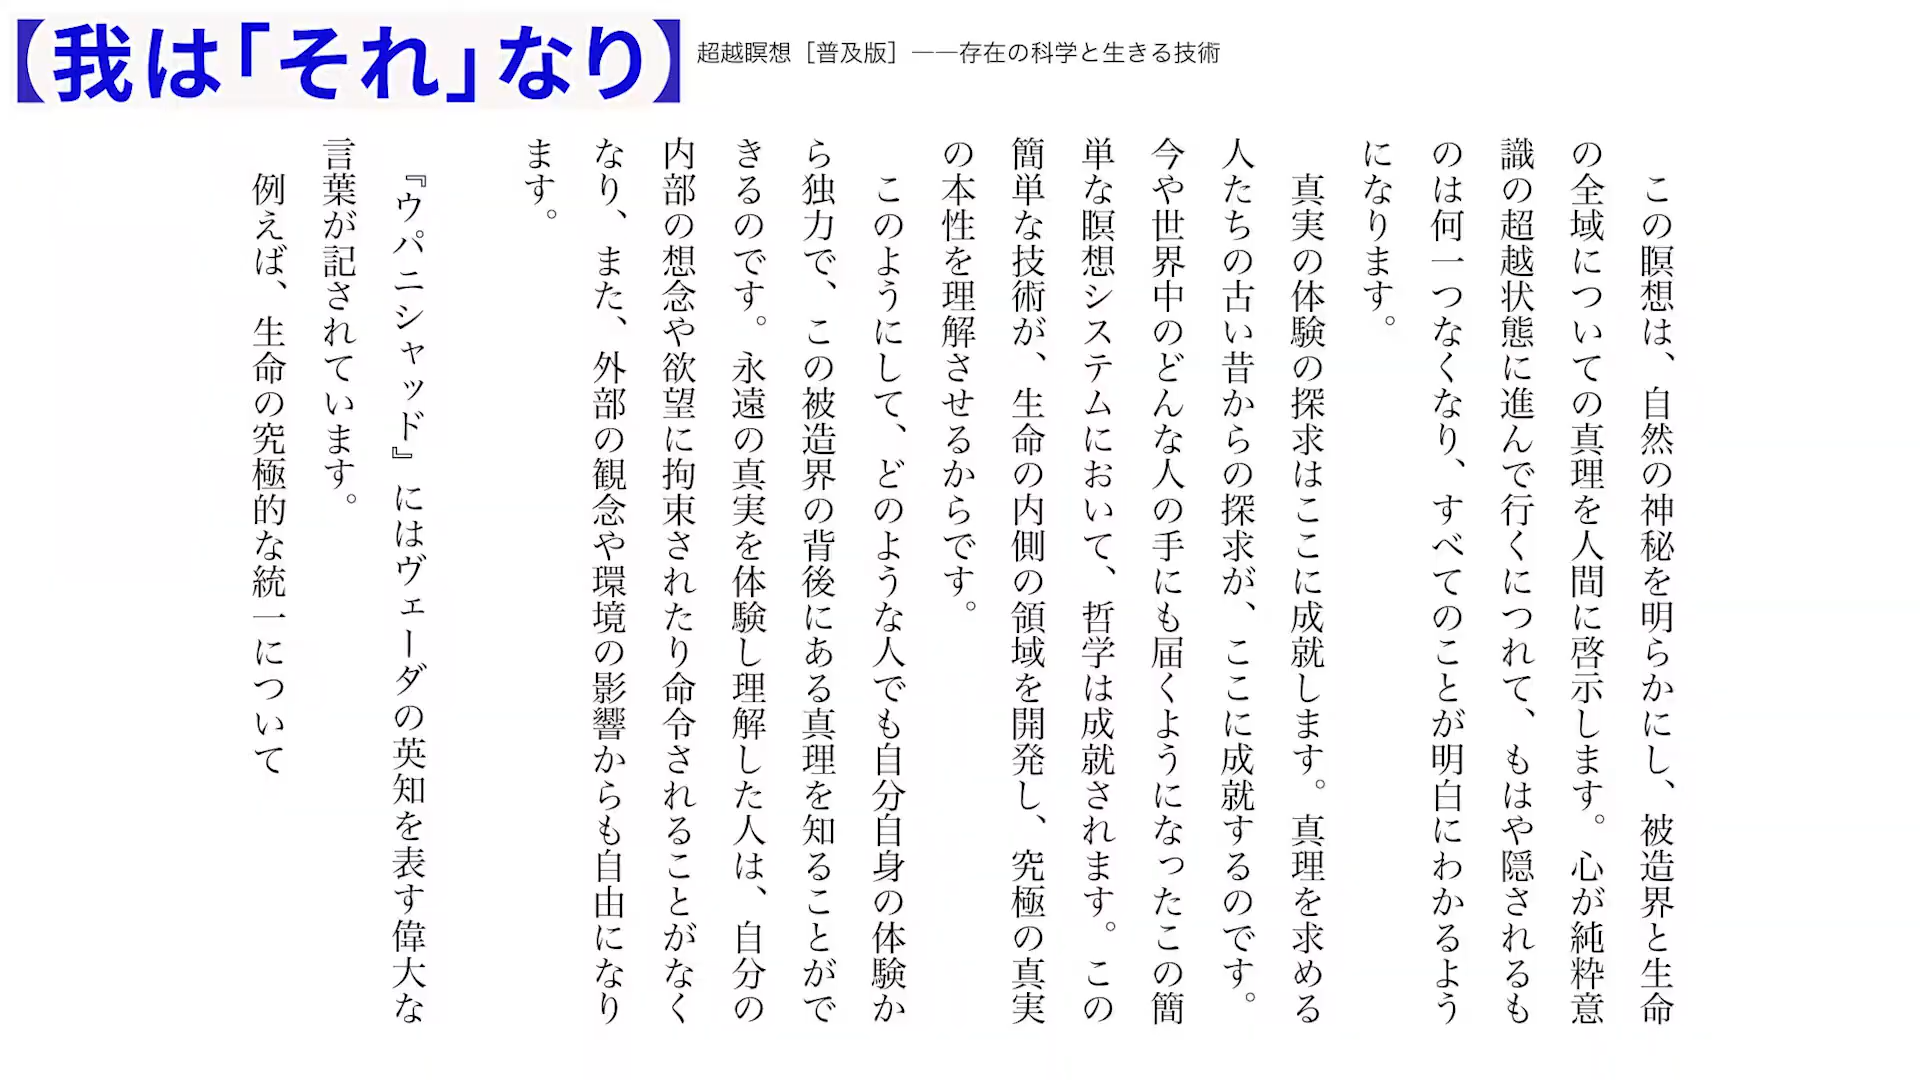 【我は「それ」なり】
超越瞑想［普及版］――存在の科学と生きる技術
この瞑想は、自然の神秘を明らかにし、被造界と生命
の全域についての真理を人間に啓示します。心が純粋意
識の超越状態に進んで行くにつれて、もはや隠されるも
のは何一つなくなり、すべてのことが明白にわかるよう
になります。
真実の体験の探求はここに成就します。真理を求める
人たちの古い昔からの探求が、ここに成就するのです。
今や世界中のどんな人の手にも届くようになったこの簡
単な瞑想システムにおいて、哲学は成就されます。この
簡単な技術が、生命の内側の領域を開発し、究極の真実
の本性を理解させるからです。
このようにして、どのような人でも自分自身の体験か
ら独力で、この被造界の背後にある真理を知ることがで
きるのです。永遠の真実を体験し理解した人は、自分の
内部の想念や欲望に拘束されたり命令されることがなく
なり、また、外部の観念や環境の影響からも自由になり
ます。
『ウパニシャッド』にはヴェーダの英知を表す偉大な
言葉が記されています。
例えば、生命の究極的な統一について